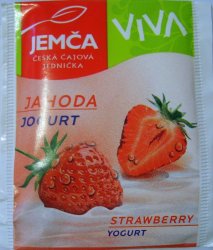 JEMČA
ČESKÁ ČAJOVÁ
JEDNIČKA
VIVA
JAHODA
JOGURT
STRAWBERRY
YOGURT